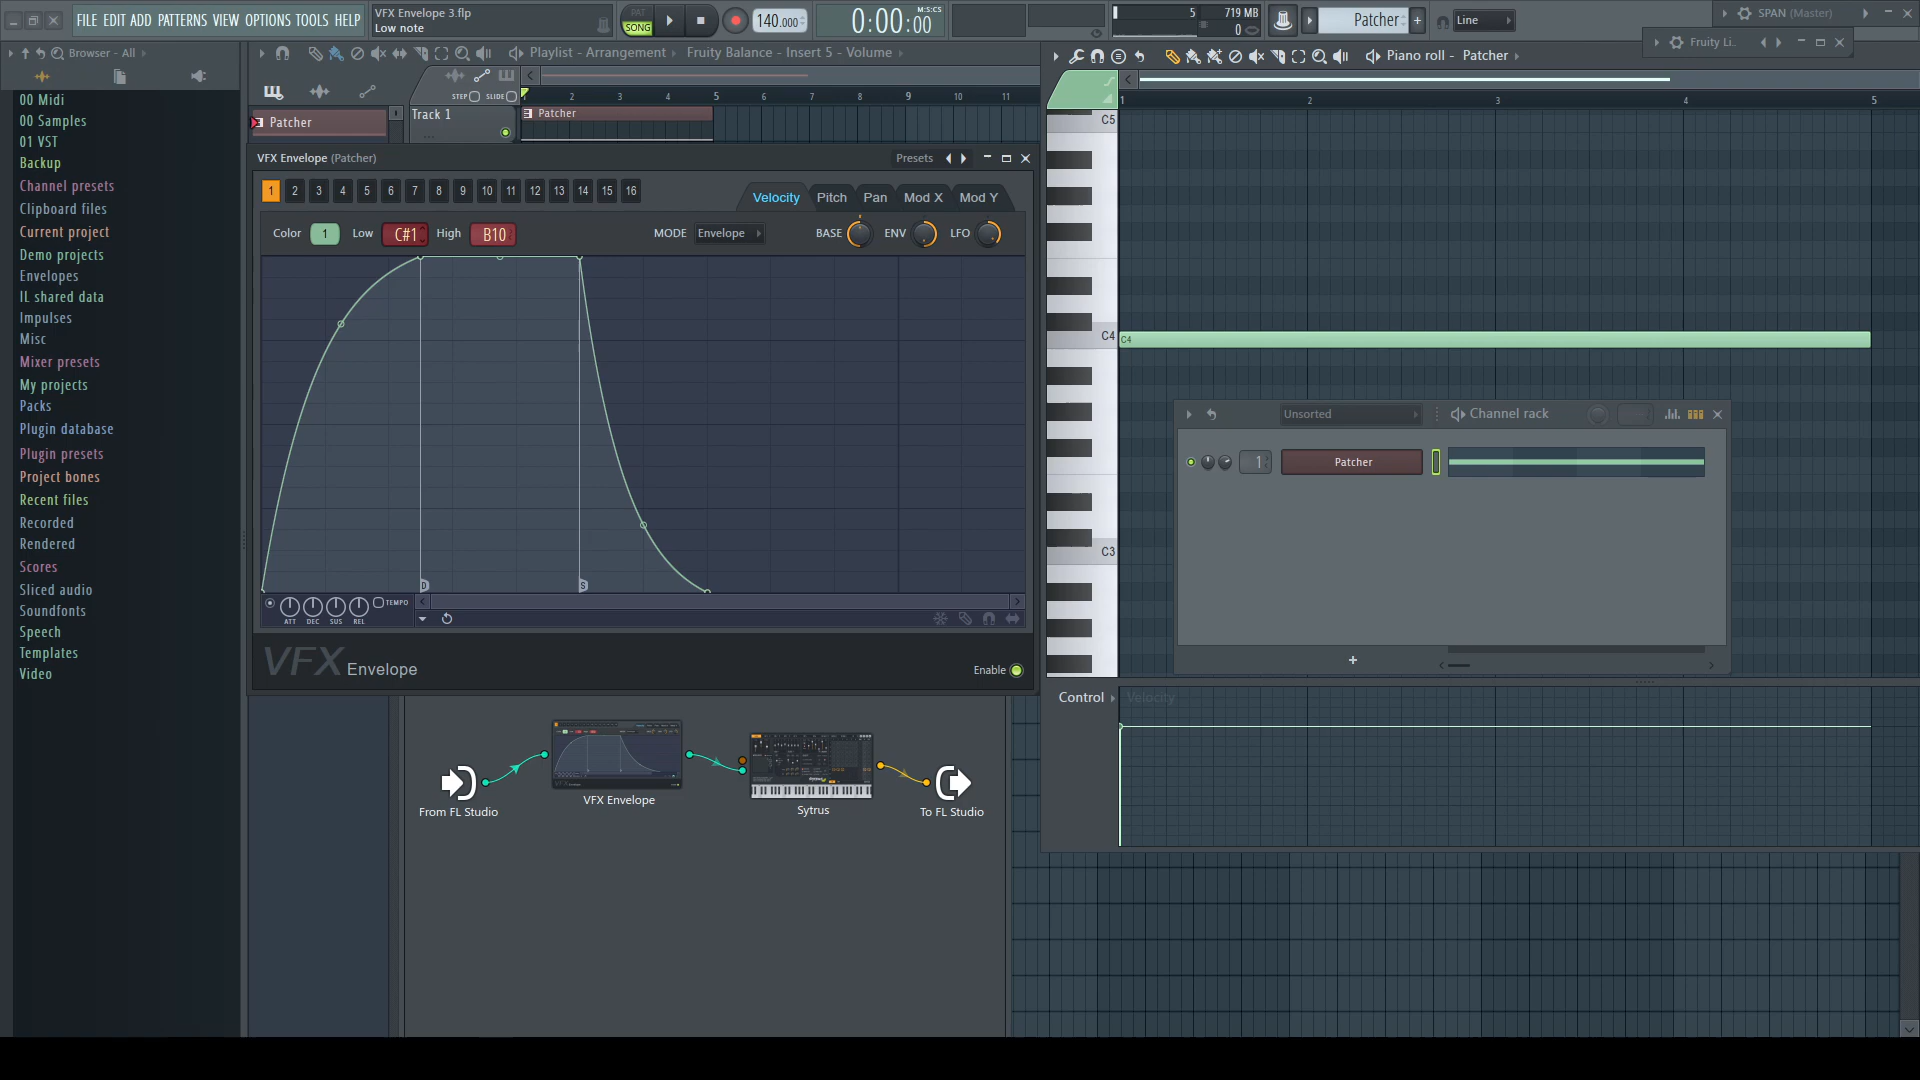 FILE EDIT ADD PATTERNS VIEW OPTIONS TOOLS HELP
VFX Envelope 3.flp
Low note
PAT
SONG
140.000
M:S:CS
0:00:00
5
719 MB
0
Patcher
Line
SPAN (Master)
Fruity Li..
Browser - All
Playlist - Arrangement
Fruity Balance - Insert 5 - Volume
Piano roll - Patcher
STEP SLIDE
1 2 3 4 5 6 7 8 9 10 11
1 2 3 4 5
Patcher
Track 1
Patcher
00 Midi
00 Samples
01 VST
Backup
Channel presets
Clipboard files
Current project
Demo projects
Envelopes
IL shared data
Impulses
Misc
Mixer presets
My projects
Packs
Plugin database
Plugin presets
Project bones
Recent files
Recorded
Rendered
Scores
Sliced audio
Soundfonts
Speech
Templates
Video
VFX Envelope (Patcher)
Presets
1 2 3 4 5 6 7 8 9 10 11 12 13 14 15 16
Velocity Pitch Pan Mod X Mod Y
Color 1 Low C#1 High B10
MODE Envelope
BASE ENV LFO
D
S
ATT DEC SUS REL TEMPO
VFX Envelope
Enable
From FL Studio
VFX Envelope
Sytrus
To FL Studio
C5
C4
C4
C3
Unsorted
Channel rack
1
Patcher
+
Control
Velocity